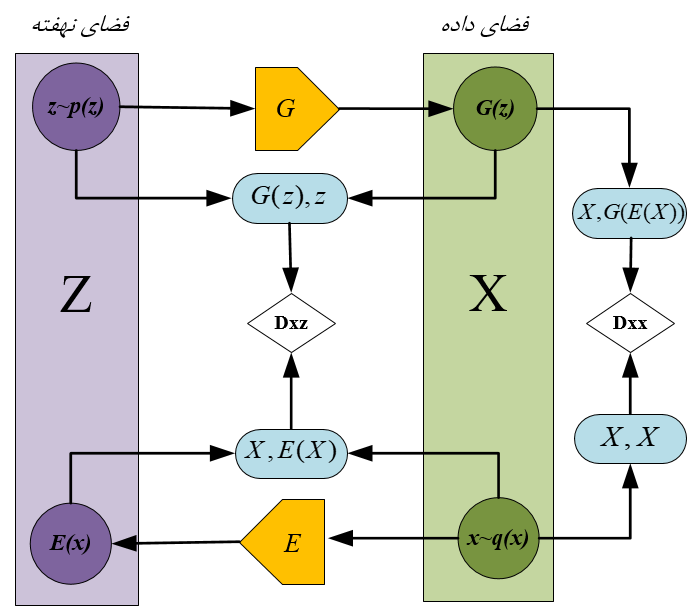 فضای نهفته
فضای داده
z~p(z)
G
G(z)
G(z), z
X,G(E(X))
Z
X
Dxz
Dxx
X, E(X)
X, X
E(x)
E
x~q(x)